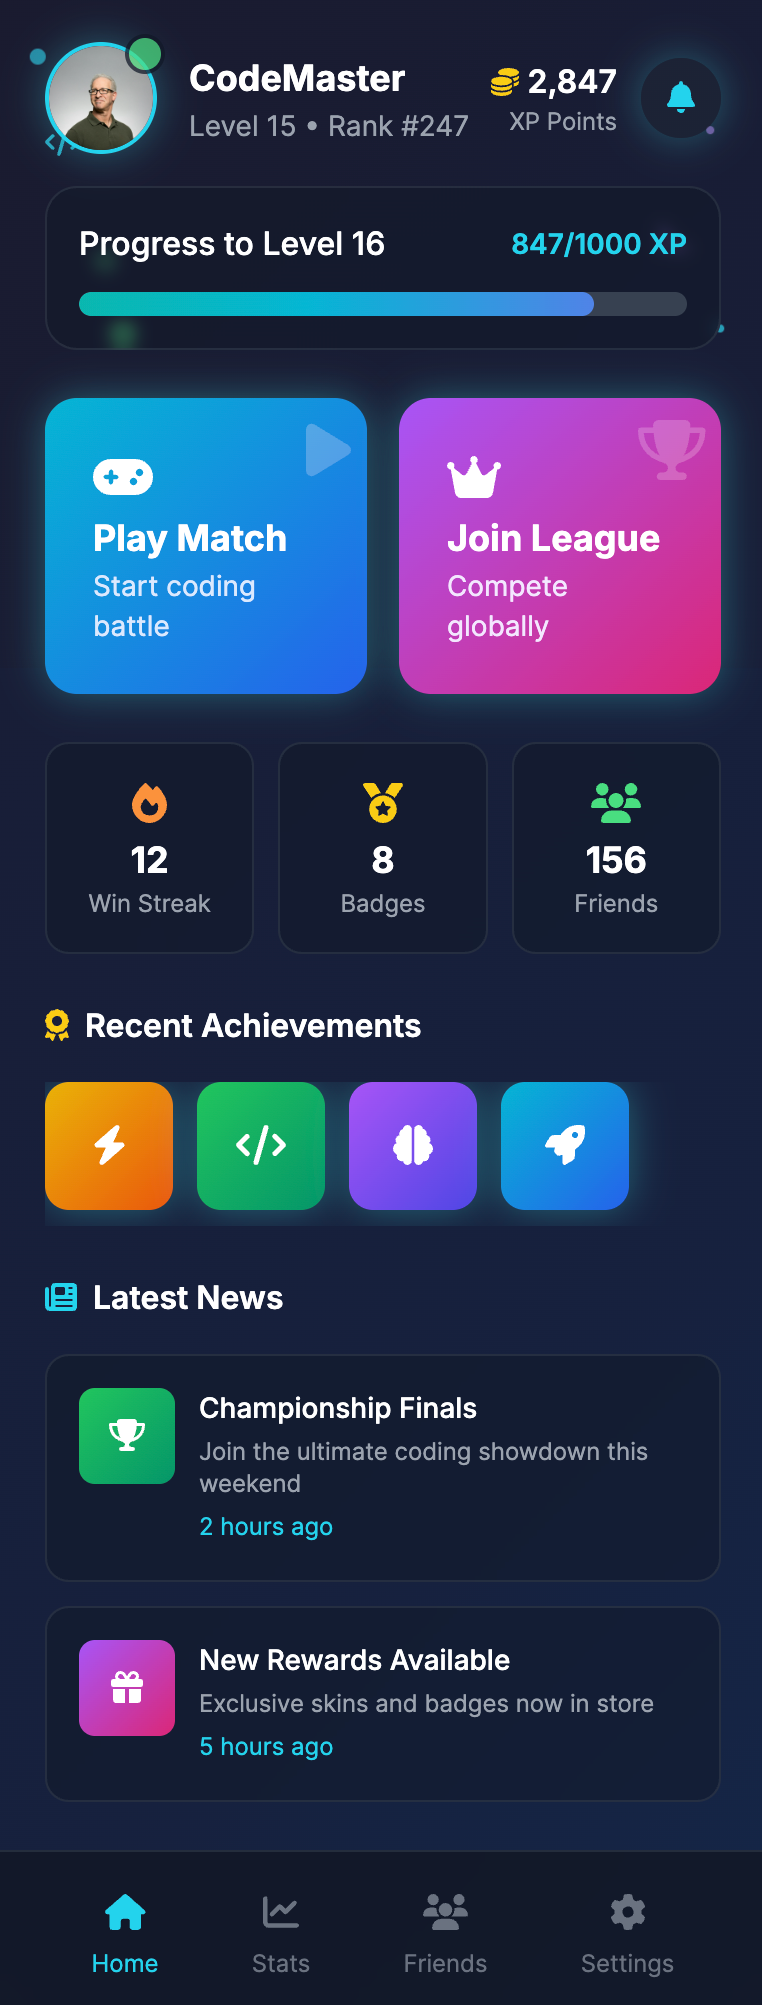 CodeMaster
Level 15 • Rank #247
2,847
XP Points
Progress to Level 16
847/1000 XP
Play Match
Start coding
battle
Join League
Compete
globally
12
Win Streak
8
Badges
156
Friends
Recent Achievements
Latest News
Championship Finals
Join the ultimate coding showdown this
weekend
2 hours ago
New Rewards Available
Exclusive skins and badges now in store
5 hours ago
Home
Stats
Friends
Settings